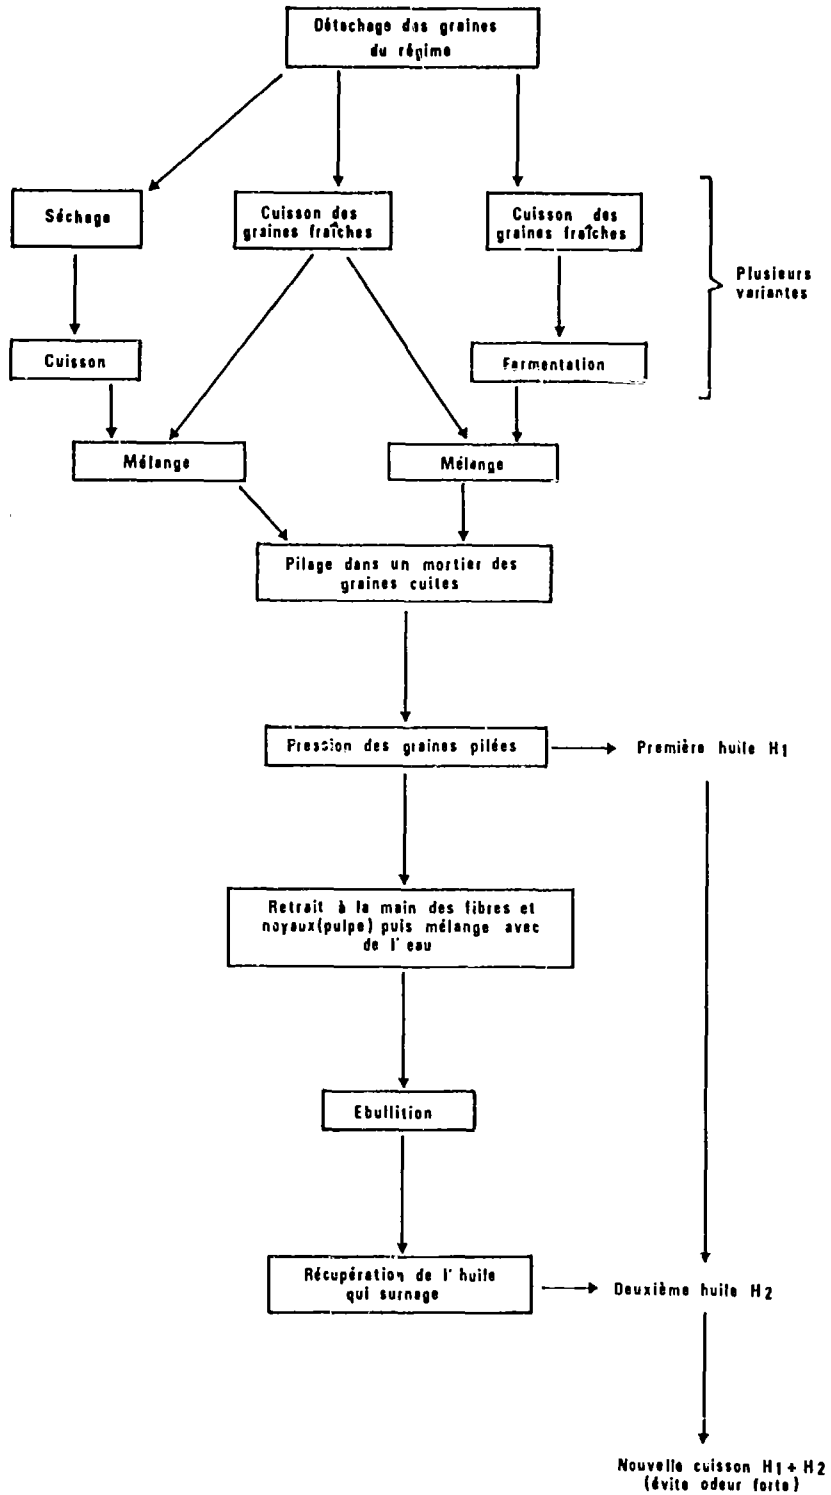 Détachage des graines
du régime
Séchage
Cuisson des
graines fraîches
Cuisson des
graines fraîches
Plusieurs
variantes
Cuisson
Fermentation
Mélange
Mélange
Pilage dans un mortier des
graines cuites
Pression des graines pilées
Première huile H1
Retrait à la main des fibres et
noyaux(pulpe) puis mélange avec
de l'eau
Ebullition
Récupération de l'huile
qui surnage
Deuxième huile H2
Nouvelle cuisson H1 + H2
(évite odeur forte)